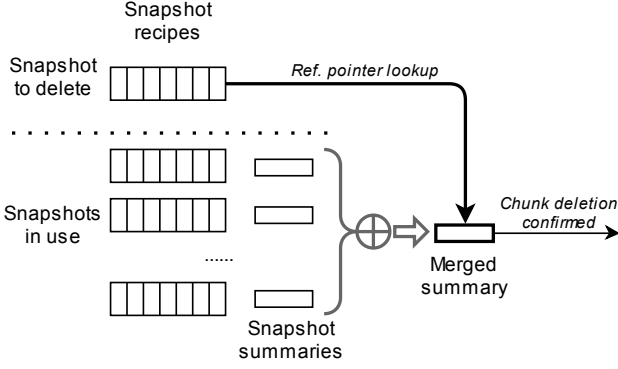 Snapshot
recipes
Snapshot
to delete
Ref. pointer lookup
Snapshots
in use
......
Chunk deletion
confirmed
Merged
summary
Snapshot
summaries